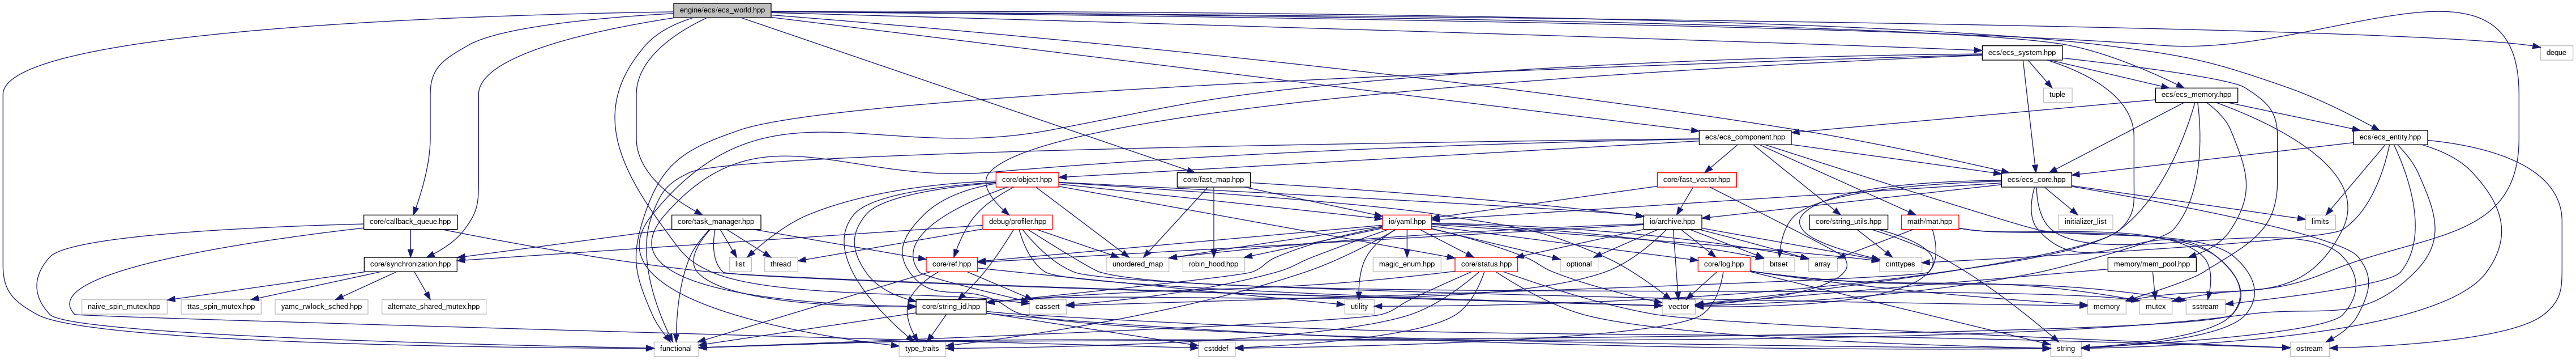 engine/ecs/ecs_world.hpp
ecs/ecs_system.hpp
deque
tuple
ecs/ecs_memory.hpp
ecs/ecs_component.hpp
ecs/ecs_entity.hpp
core/object.hpp
core/fast_map.hpp
core/fast_vector.hpp
ecs/ecs_core.hpp
core/callback_queue.hpp
core/task_manager.hpp
debug/profiler.hpp
io/yaml.hpp
io/archive.hpp
core/string_utils.hpp
math/mat.hpp
initializer_list
limits
core/synchronization.hpp
list
thread
core/ref.hpp
unordered_map
robin_hood.hpp
magic_enum.hpp
core/status.hpp
optional
core/log.hpp
bitset
array
cinttypes
memory/mem_pool.hpp
naive_spin_mutex.hpp
ttas_spin_mutex.hpp
yamc_rwlock_sched.hpp
alternate_shared_mutex.hpp
core/string_id.hpp
cassert
utility
vector
memory
mutex
sstream
functional
type_traits
cstddef
string
ostream